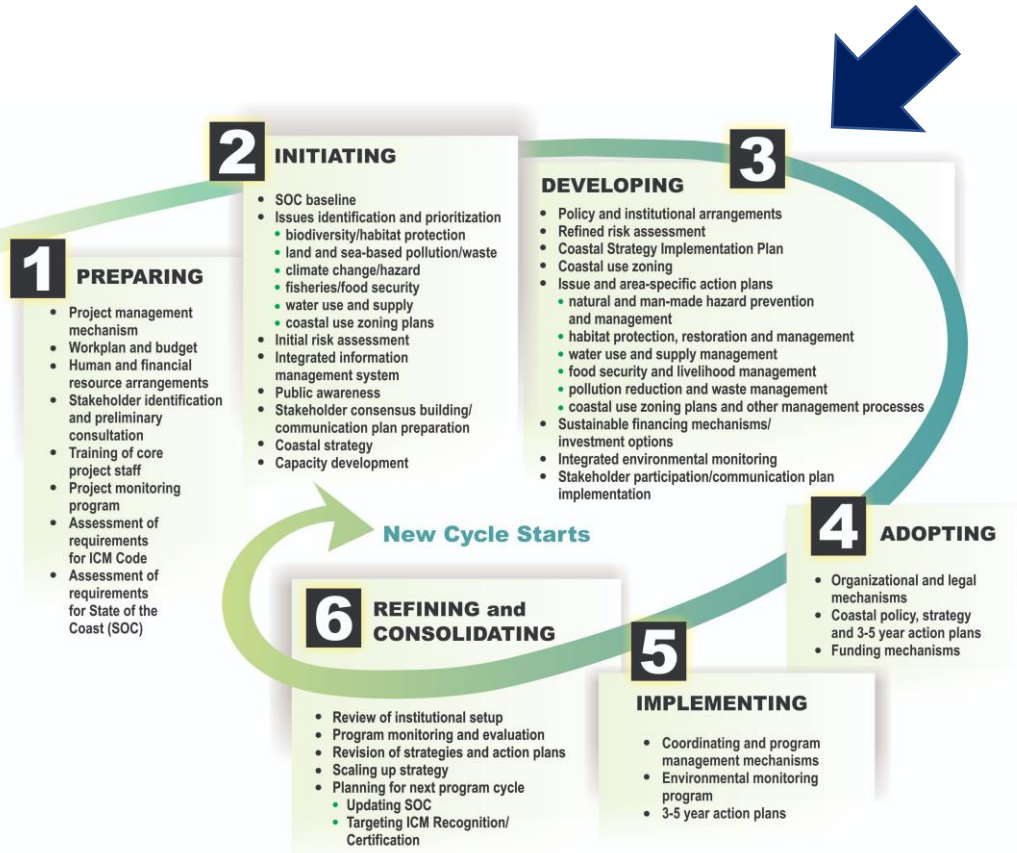 1
PREPARING
• Project management
mechanism
• Workplan and budget
• Human and financial
resource arrangements
• Stakeholder identification
and preliminary
consultation
• Training of core
project staff
• Project monitoring
program
• Assessment of
requirements
for ICM Code
• Assessment of
requirements
for State of the
Coast (SOC)
2
INITIATING
• SOC baseline
• Issues identification and prioritization
• biodiversity/habitat protection
• land and sea-based pollution/waste
• climate change/hazard
• fisheries/food security
• water use and supply
• coastal use zoning plans
• Initial risk assessment
• Integrated information
management system
• Public awareness
• Stakeholder consensus building/
communication plan preparation
• Coastal strategy
• Capacity development
3
DEVELOPING
• Policy and institutional arrangements
• Refined risk assessment
• Coastal Strategy Implementation Plan
• Coastal use zoning
• Issue and area-specific action plans
• natural and man-made hazard prevention
and management
• habitat protection, restoration and management
• water use and supply management
• food security and livelihood management
• pollution reduction and waste management
• coastal use zoning plans and other management processes
• Sustainable financing mechanisms/
investment options
• Integrated environmental monitoring
• Stakeholder participation/communication plan
implementation
4
ADOPTING
• Organizational and legal
mechanisms
• Coastal policy, strategy
and 3-5 year action plans
• Funding mechanisms
5
IMPLEMENTING
• Coordinating and program
management mechanisms
• Environmental monitoring
program
• 3-5 year action plans
6
REFINING and
CONSOLIDATING
• Review of institutional setup
• Program monitoring and evaluation
• Revision of strategies and action plans
• Scaling up strategy
• Planning for next program cycle
• Updating SOC
• Targeting ICM Recognition/
Certification
New Cycle Starts